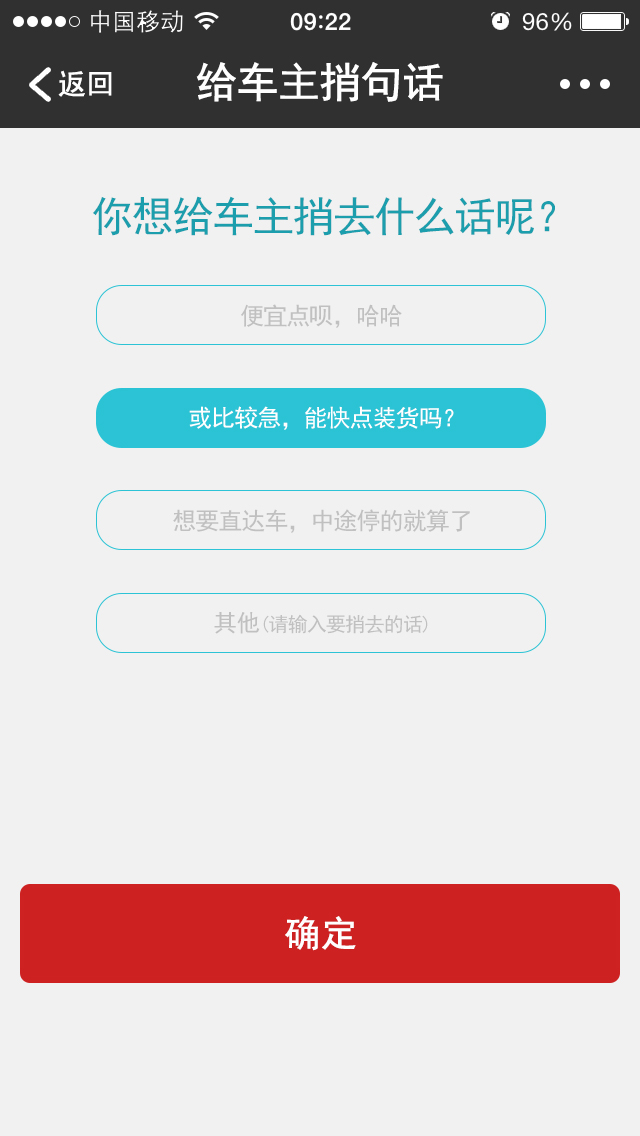 中国移动 09:22 96%
返回 给车主捎句话
你想给车主捎去什么话呢?
便宜点呗，哈哈
或比较急，能快点装货吗?
想要直达车，中途停的就算了
其他(请输入要捎去的话)
确定